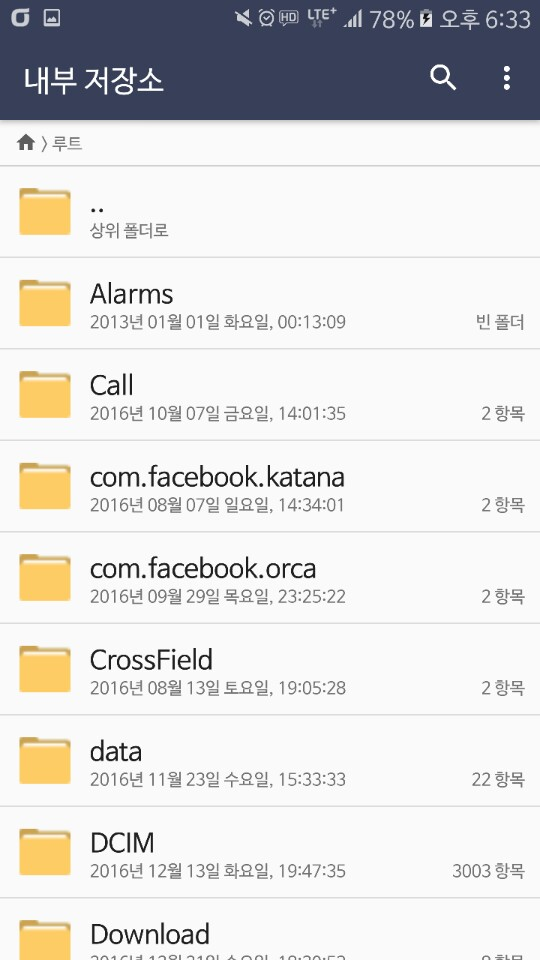 HD LTE+ 78% 오후 6:33
내부 저장소
루트
..
상위 폴더로
Alarms
2013년 01월 01일 화요일, 00:13:09 빈 폴더
Call
2016년 10월 07일 금요일, 14:01:35 2 항목
com.facebook.katana
2016년 08월 07일 일요일, 14:34:01 2 항목
com.facebook.orca
2016년 09월 29일 목요일, 23:25:22 2 항목
CrossField
2016년 08월 13일 토요일, 19:05:28 2 항목
data
2016년 11월 23일 수요일, 15:33:33 22 항목
DCIM
2016년 12월 13일 화요일, 19:47:35 3003 항목
Download